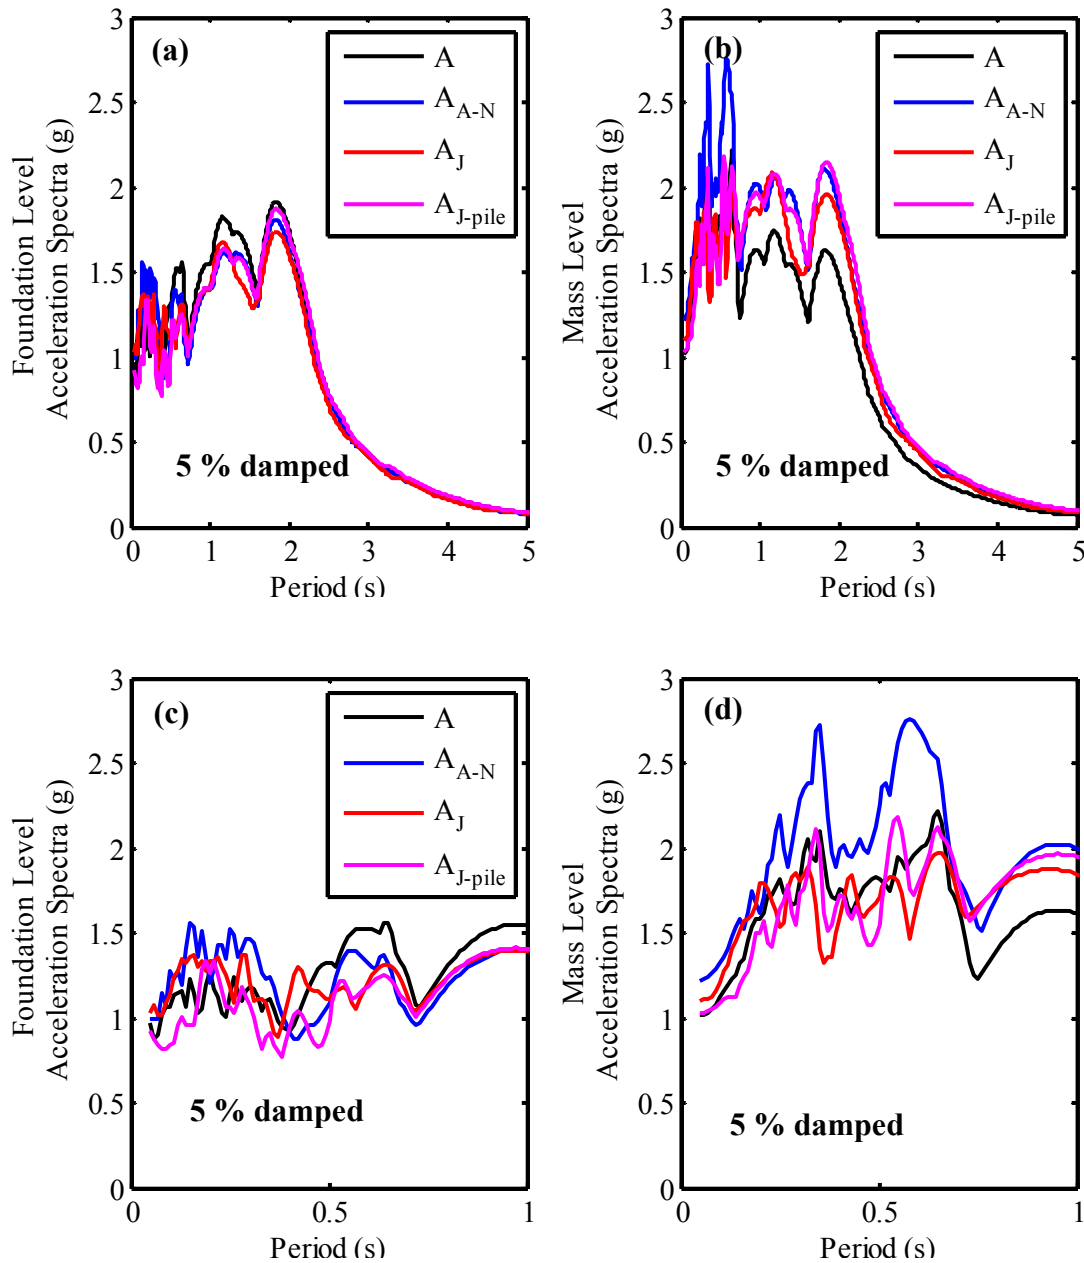 (a)
A
A_A-N
A_J
A_J-pile
5 % damped
3
2.5
2
1.5
1
0.5
0
0 1 2 3 4 5
Period (s)
Foundation Level
Acceleration Spectra (g)
(b)
A
A_A-N
A_J
A_J-pile
5 % damped
3
2.5
2
1.5
1
0.5
0
0 1 2 3 4 5
Period (s)
Mass Level
Acceleration Spectra (g)
(c)
A
A_A-N
A_J
A_J-pile
5 % damped
3
2.5
2
1.5
1
0.5
0
0 0.5 1
Period (s)
Foundation Level
Acceleration Spectra (g)
(d)
5 % damped
3
2.5
2
1.5
1
0.5
0
0 0.5 1
Period (s)
Mass Level
Acceleration Spectra (g)